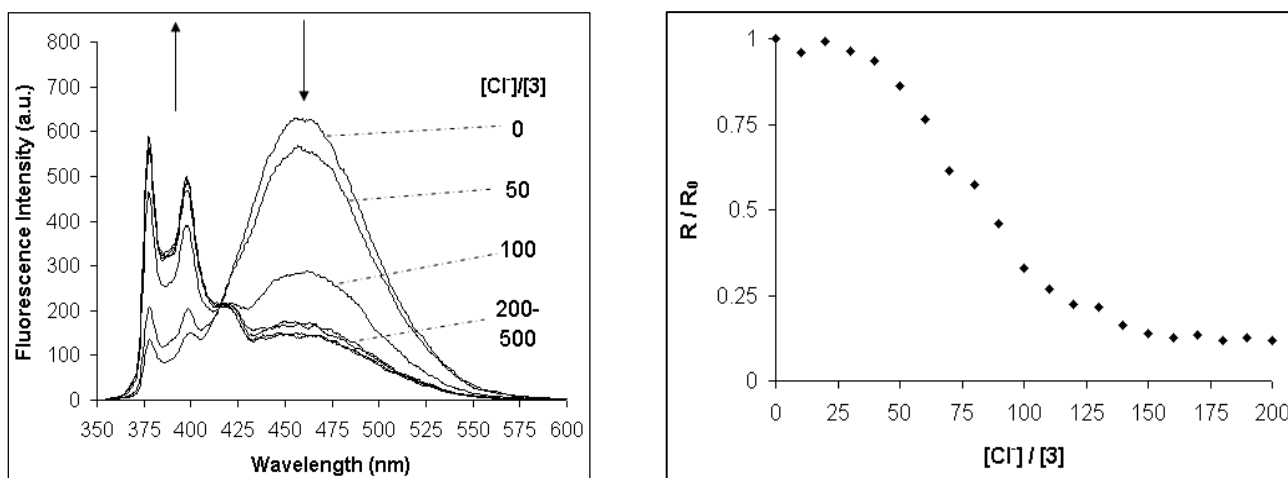 800
700
600
500
400
300
200
100
0
Fluorescence Intensity (a.u.)
[Cl⁻]/[3]
0
50
100
200-
500
350 375 400 425 450 475 500 525 550 575 600
Wavelength (nm)
1
0.75
0.5
0.25
0
R / R₀
0 25 50 75 100 125 150 175 200
[Cl⁻] / [3]